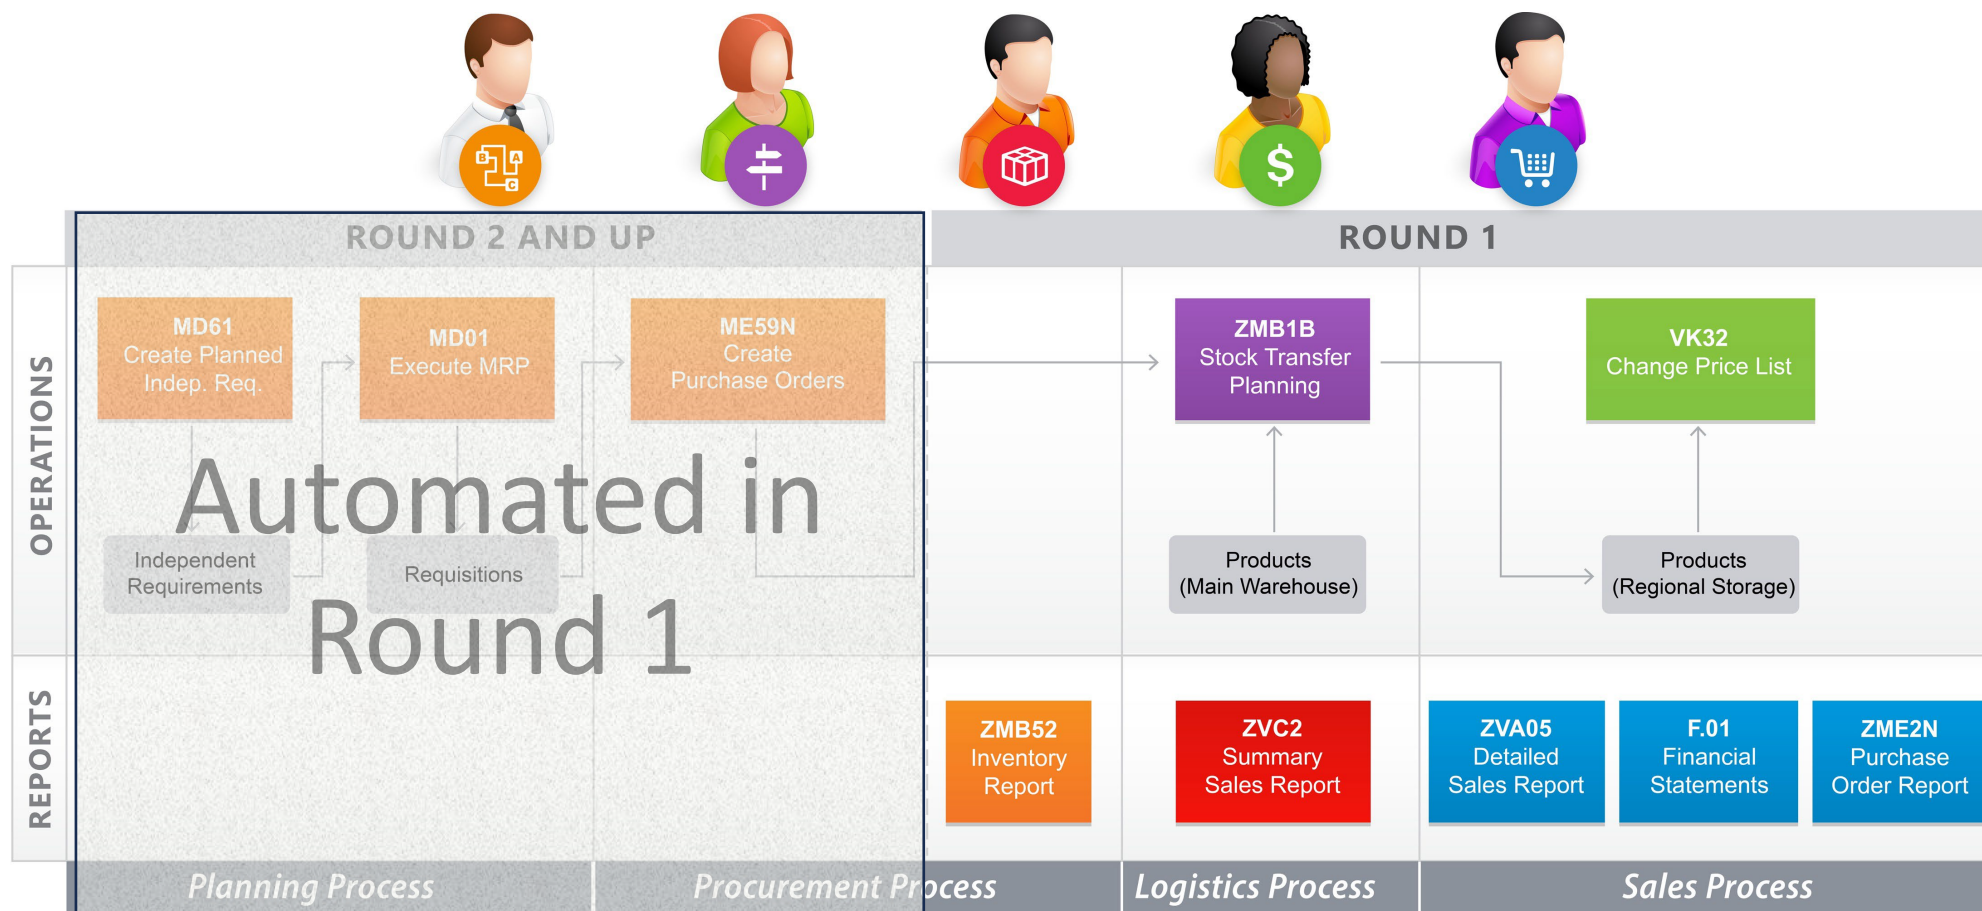 B A
C
$
ROUND 2 AND UP
ROUND 1
OPERATIONS
MD61
Create Planned
Indep. Req.
MD01
Execute MRP
ME59N
Create
Purchase Orders
ZMB1B
Stock Transfer
Planning
VK32
Change Price List
Automated in
Round 1
Independent
Requirements
Requisitions
Products
(Main Warehouse)
Products
(Regional Storage)
REPORTS
ZMB52
Inventory
Report
ZVC2
Summary
Sales Report
ZVA05
Detailed
Sales Report
F.01
Financial
Statements
ZME2N
Purchase
Order Report
Planning Process
Procurement Process
Logistics Process
Sales Process